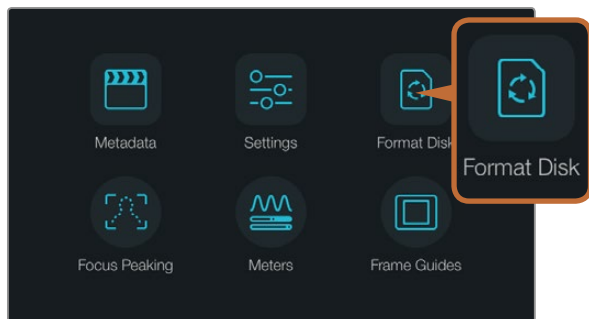 Metadata
Settings
Format Disk
Format Disk
Focus Peaking
Meters
Frame Guides